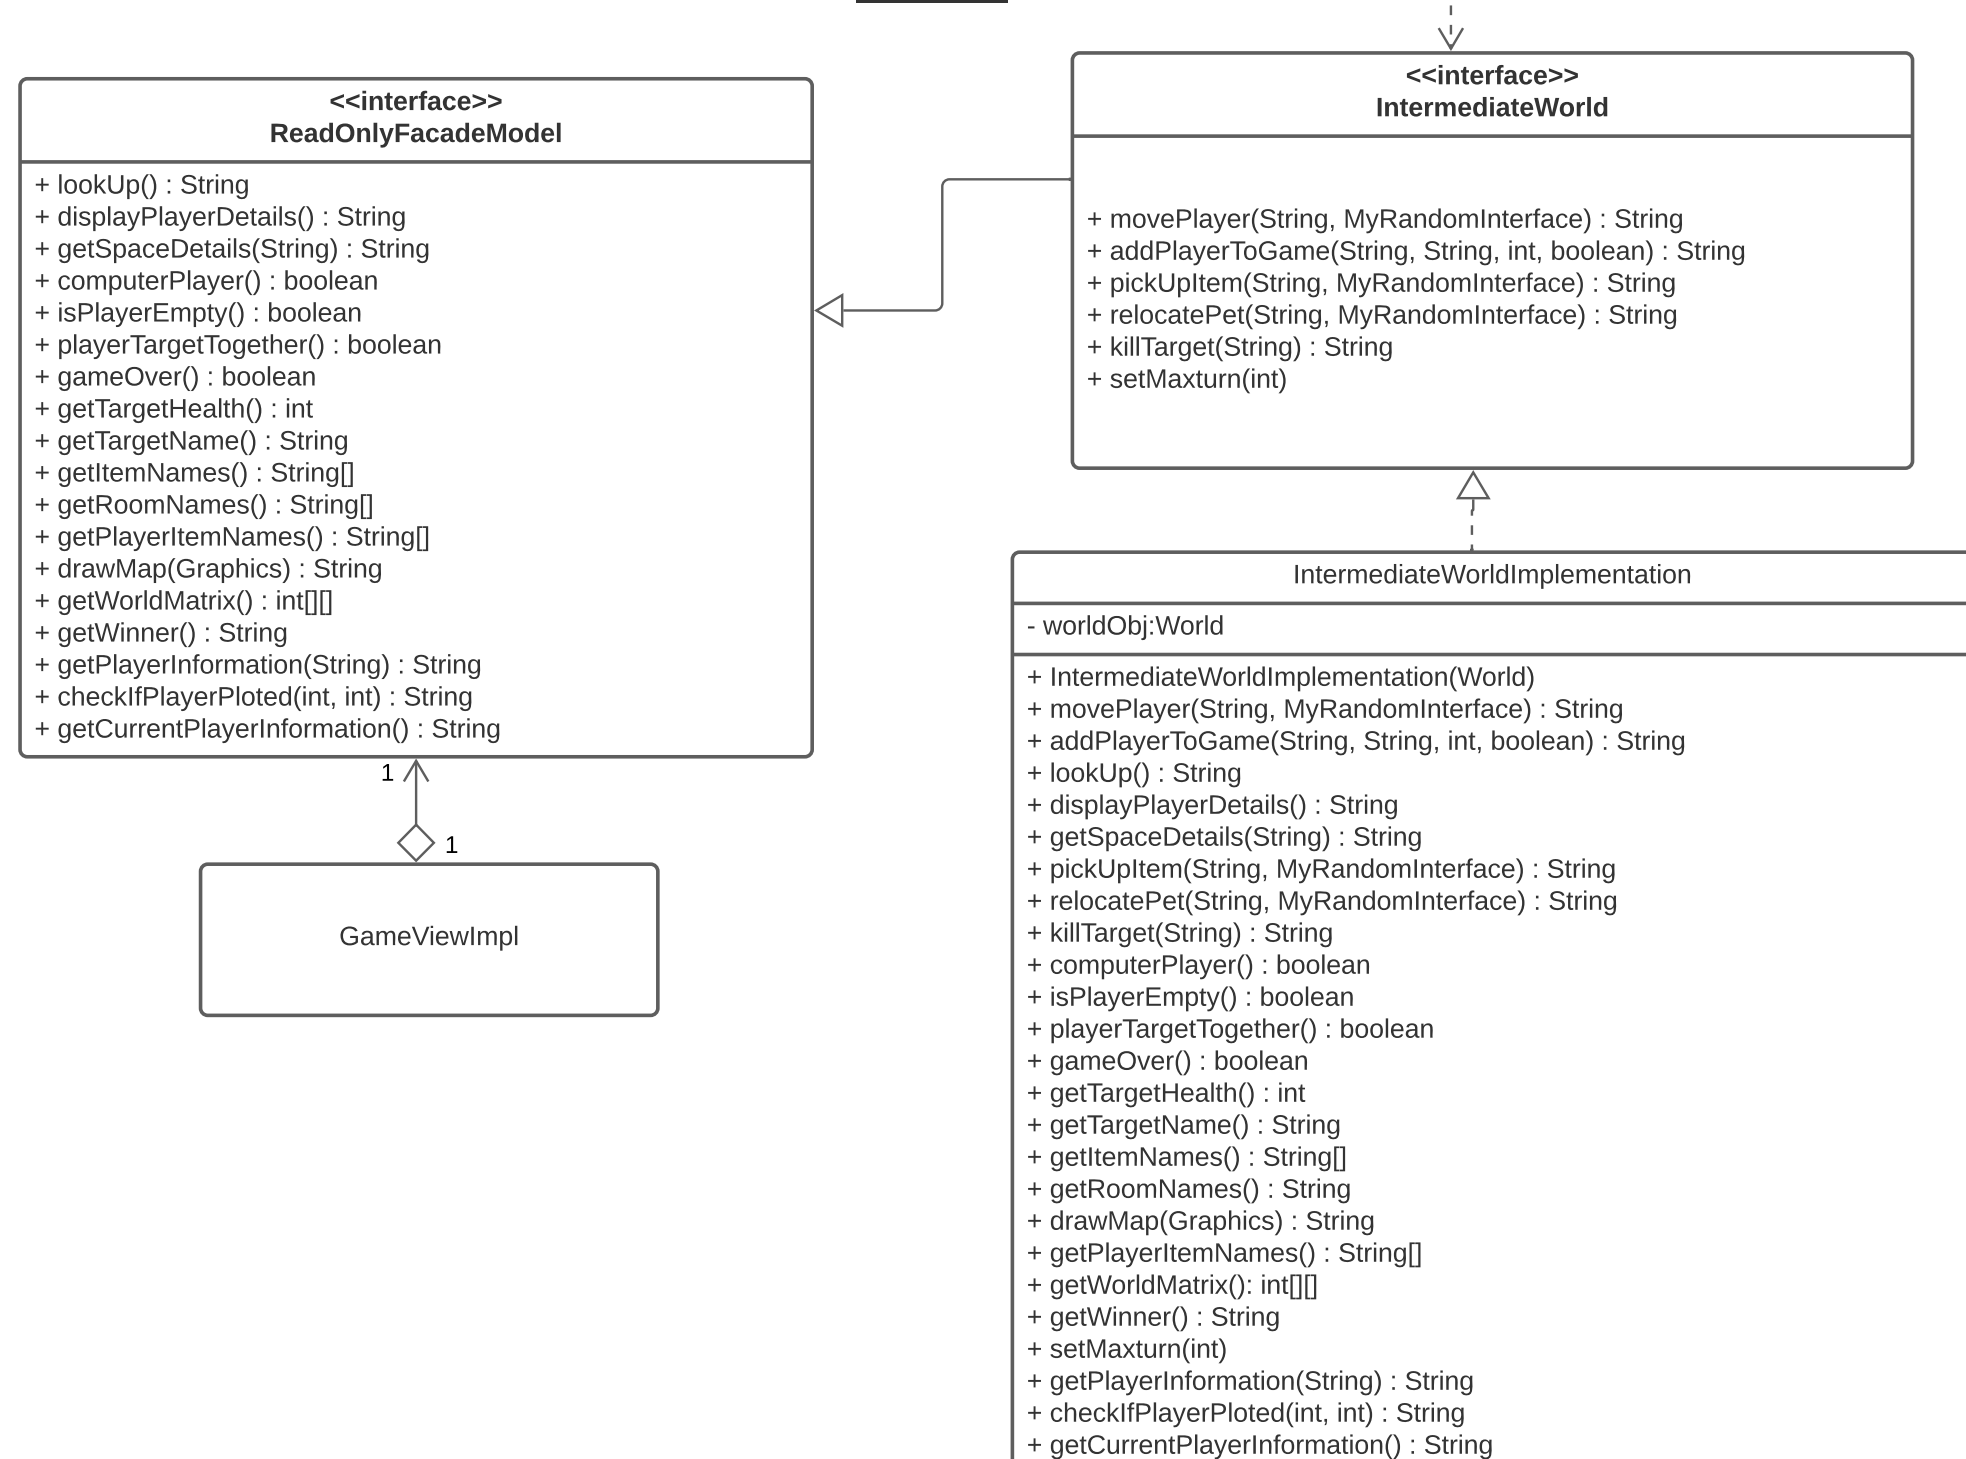 <<interface>>
ReadOnlyFacadeModel
+ lookUp() : String
+ displayPlayerDetails() : String
+ getSpaceDetails(String) : String
+ computerPlayer() : boolean
+ isPlayerEmpty() : boolean
+ playerTargetTogether() : boolean
+ gameOver() : boolean
+ getTargetHealth() : int
+ getTargetName() : String
+ getItemNames() : String[]
+ getRoomNames() : String[]
+ getPlayerItemNames() : String[]
+ drawMap(Graphics) : String
+ getWorldMatrix() : int[][]
+ getWinner() : String
+ getPlayerInformation(String) : String
+ checkIfPlayerPloted(int, int) : String
+ getCurrentPlayerInformation() : String
1
1
GameViewImpl
<<interface>>
IntermediateWorld
+ movePlayer(String, MyRandomInterface) : String
+ addPlayerToGame(String, String, int, boolean) : String
+ pickUpItem(String, MyRandomInterface) : String
+ relocatePet(String, MyRandomInterface) : String
+ killTarget(String) : String
+ setMaxturn(int)
IntermediateWorldImplementation
- worldObj:World
+ IntermediateWorldImplementation(World)
+ movePlayer(String, MyRandomInterface) : String
+ addPlayerToGame(String, String, int, boolean) : String
+ lookUp() : String
+ displayPlayerDetails() : String
+ getSpaceDetails(String) : String
+ pickUpItem(String, MyRandomInterface) : String
+ relocatePet(String, MyRandomInterface) : String
+ killTarget(String) : String
+ computerPlayer() : boolean
+ isPlayerEmpty() : boolean
+ playerTargetTogether() : boolean
+ gameOver() : boolean
+ getTargetHealth() : int
+ getTargetName() : String
+ getItemNames() : String[]
+ getRoomNames() : String
+ drawMap(Graphics) : String
+ getPlayerItemNames() : String[]
+ getWorldMatrix(): int[][]
+ getWinner() : String
+ setMaxturn(int)
+ getPlayerInformation(String) : String
+ checkIfPlayerPloted(int, int) : String
+ getCurrentPlayerInformation() : String